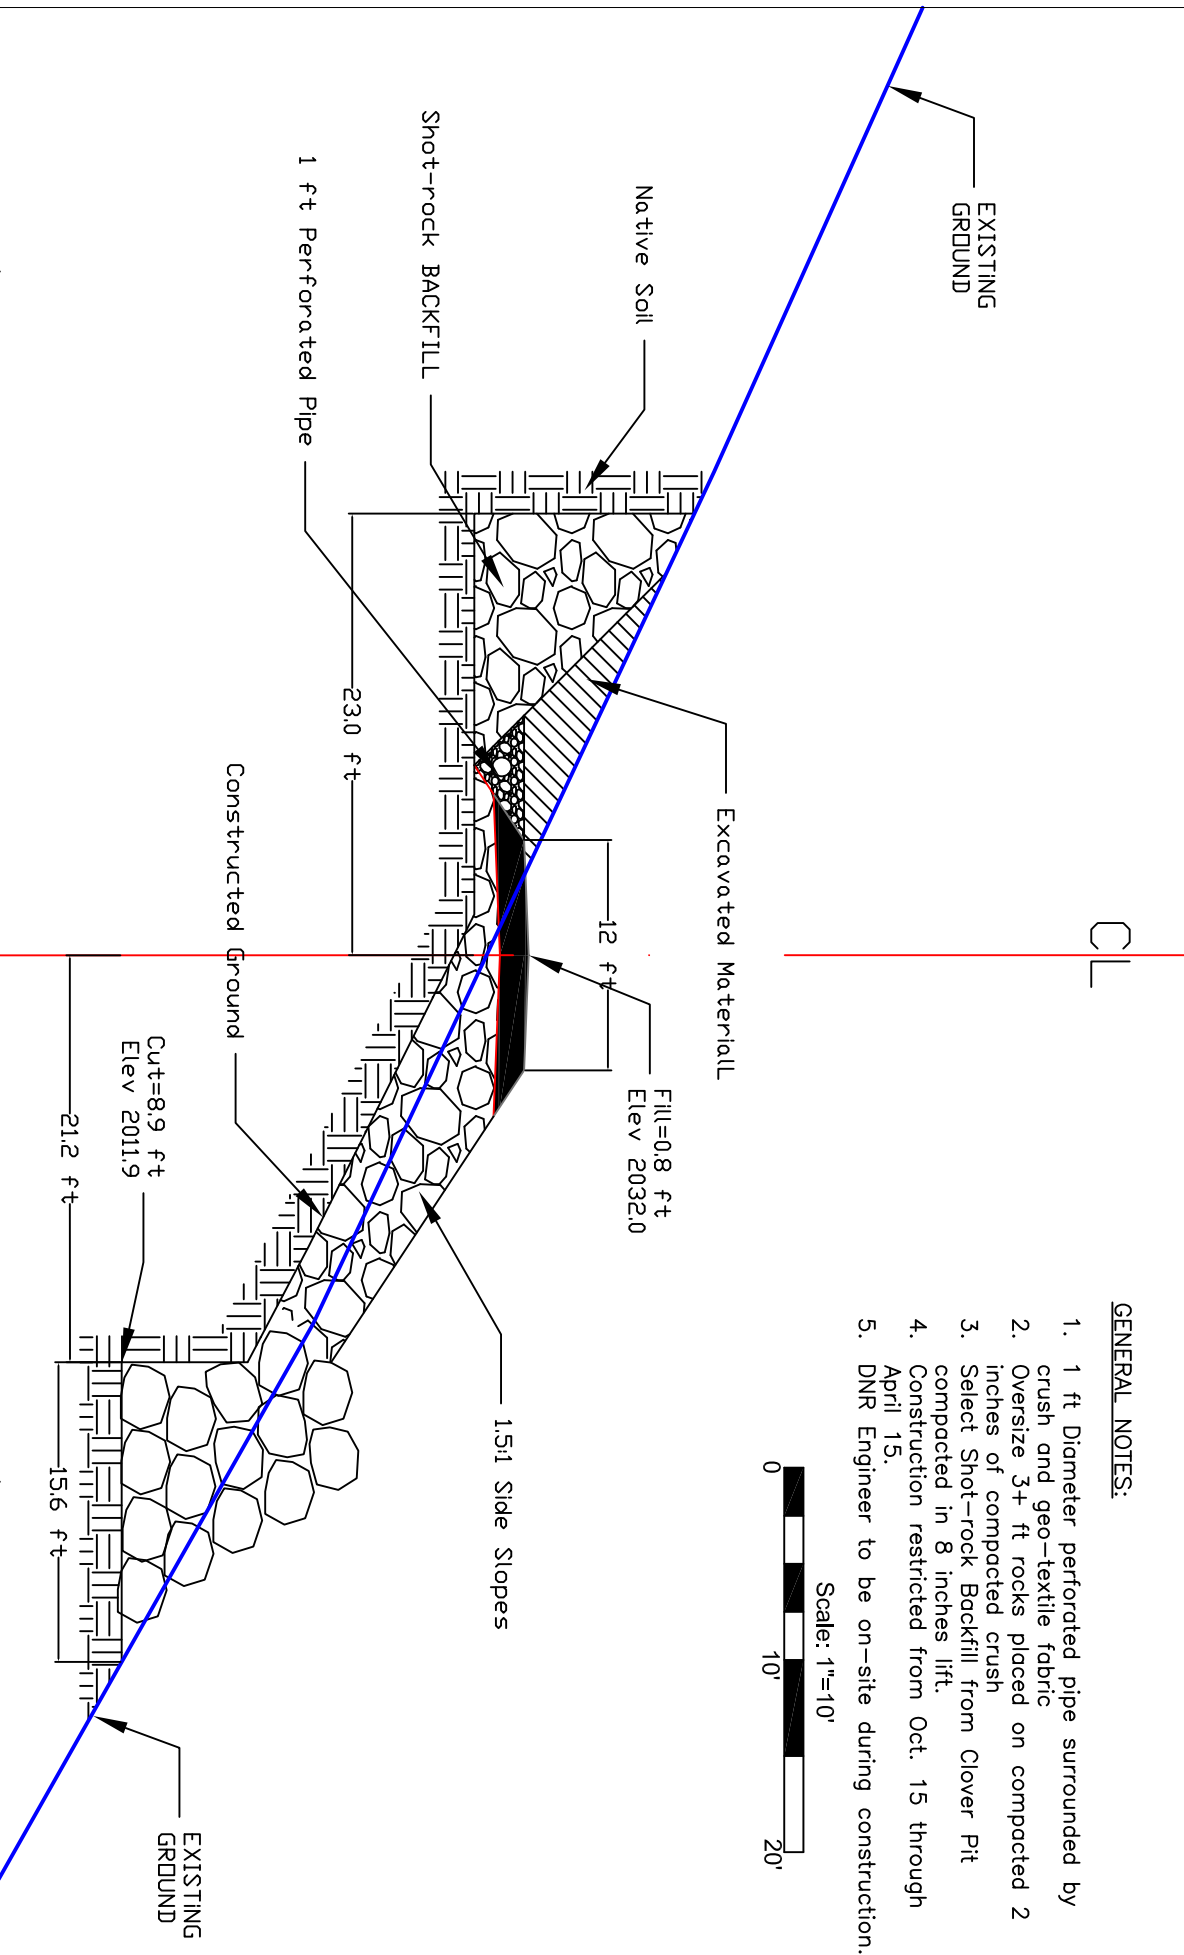 GENERAL NOTES:
1. 1 ft Diameter perforated pipe surrounded by
crush and geo-textile fabric
2. Oversize 3+ ft rocks placed on compacted 2
inches of compacted crush
3. Select Shot-rock Backfill from Clover Pit
compacted in 8 inches lift.
4. Construction restricted from Oct. 15 through
April 15.
5. DNR Engineer to be on-site during construction.
CL
EXISTING
GROUND
Scale: 1"=10'
0
10'
20'
Excavated MaterialL
Native Soil
Fill=0.8 ft
Elev 2032.0
12 ft
1.5:1 Side Slopes
Shot-rock BACKFILL
1 ft Perforated Pipe
23.0 ft
Constructed Ground
Cut=8.9 ft
Elev 2011.9
21.2 ft
15.6 ft
EXISTING
GROUND